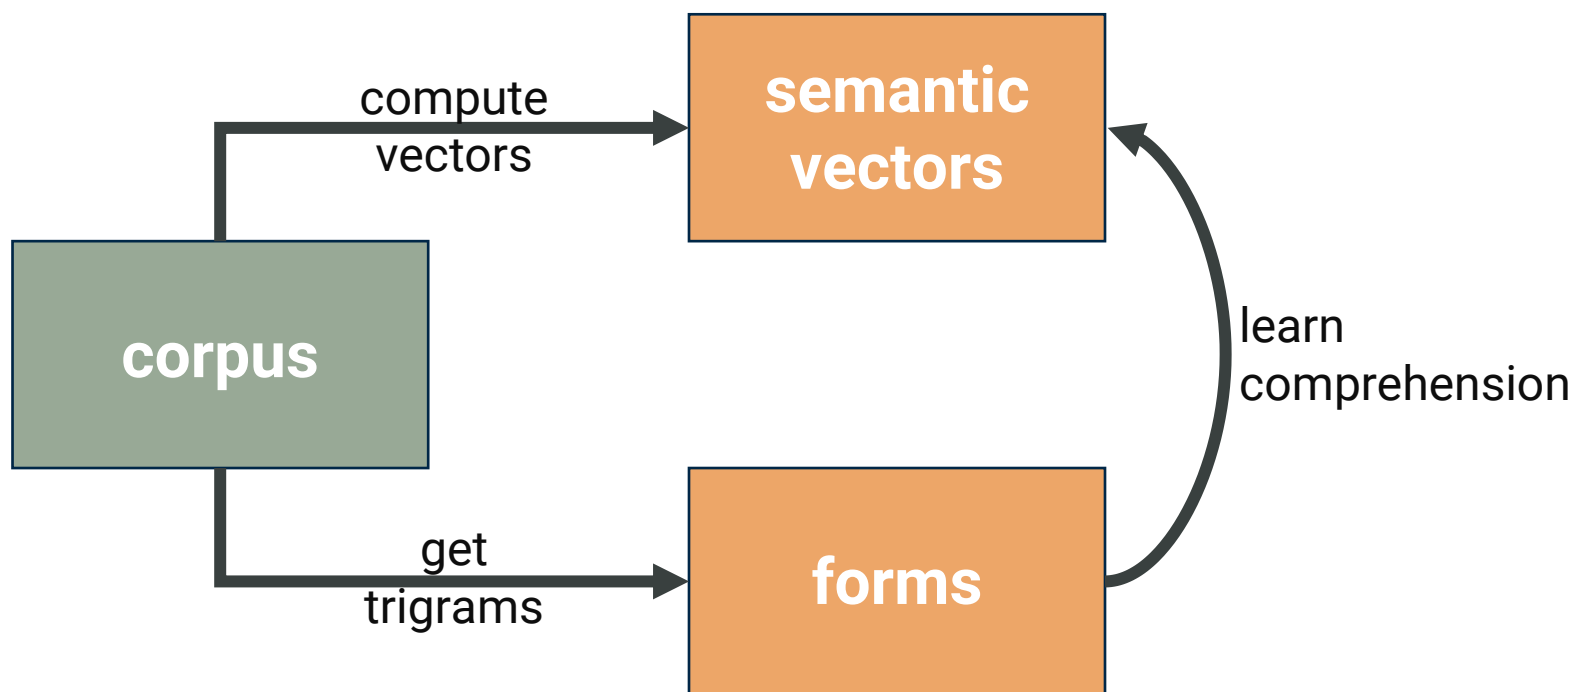 compute
vectors
semantic
vectors
corpus
learn
comprehension
get
trigrams
forms